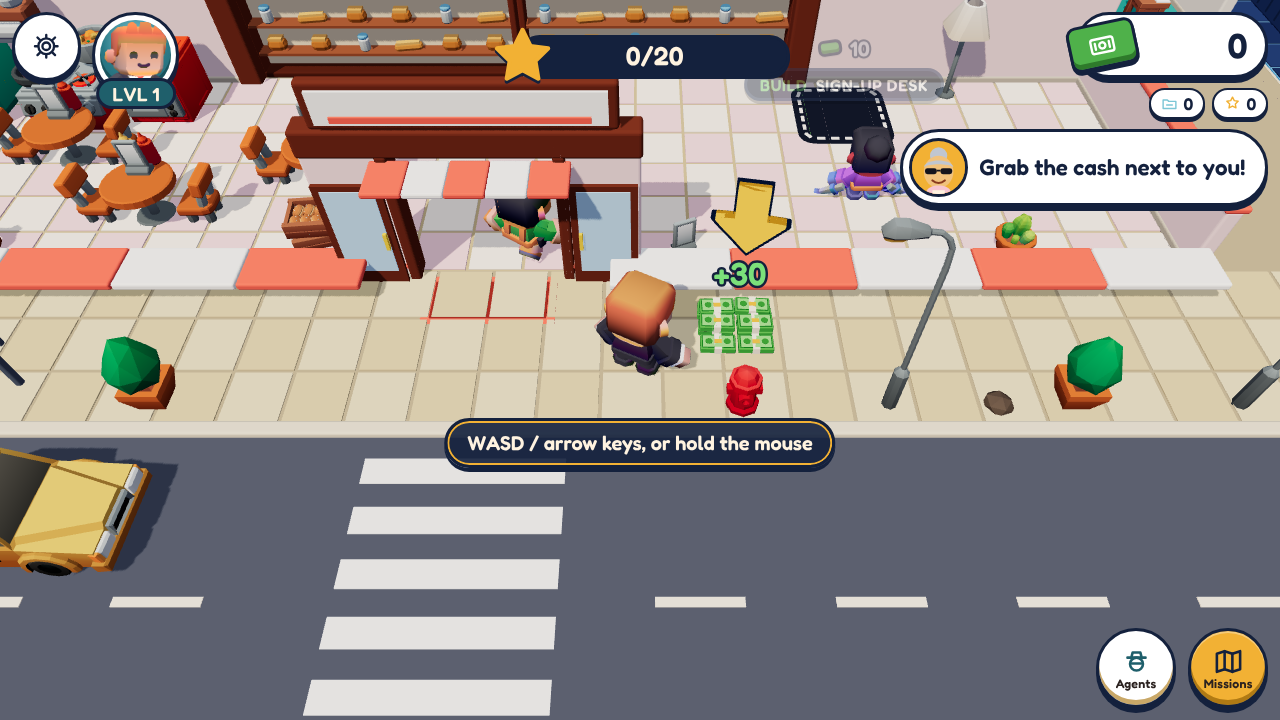 0/20
10
0
BUILD SIGN-UP DESK
LVL 1
0
0
Grab the cash next to you!
+30
WASD / arrow keys, or hold the mouse
Agents
Missions